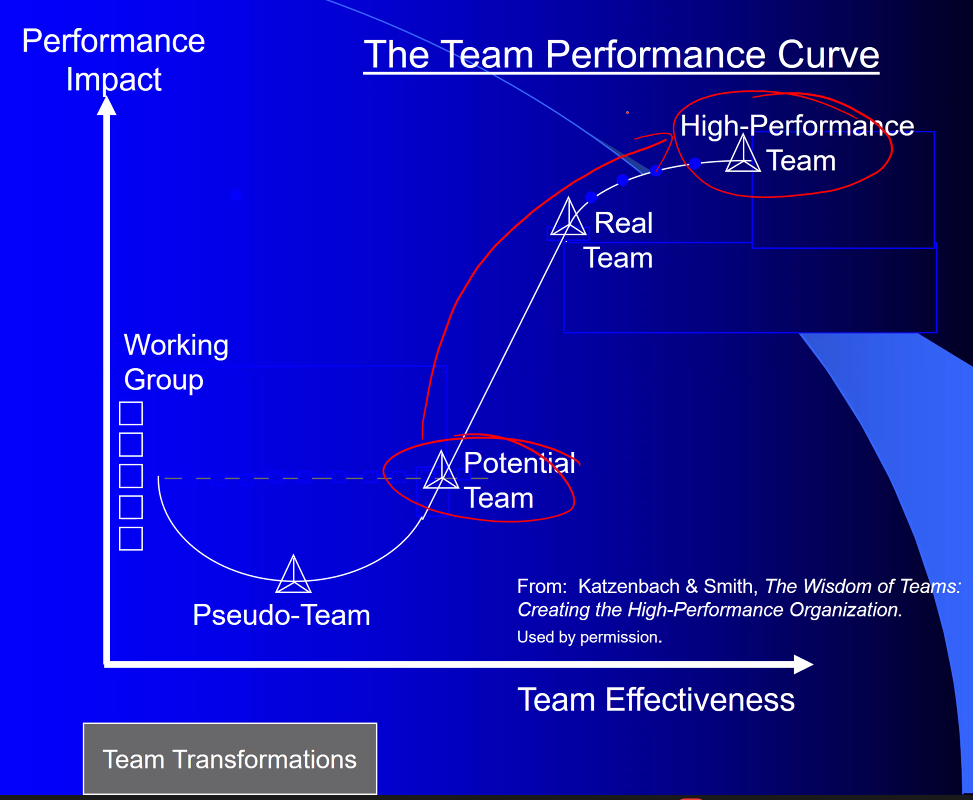 Performance
Impact
The Team Performance Curve
High-Performance
Team
Real
Team
Working
Group
Potential
Team
Pseudo-Team
From:  Katzenbach & Smith, The Wisdom of Teams:
Creating the High-Performance Organization.
Used by permission.
Team Effectiveness
Team Transformations